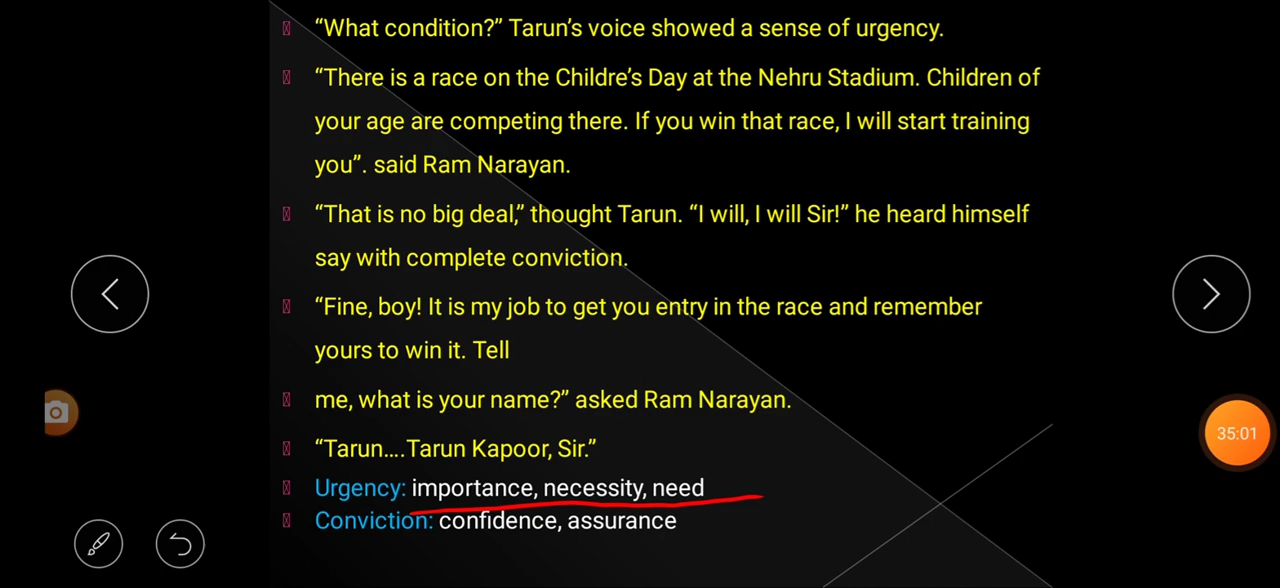 “What condition?” Tarun’s voice showed a sense of urgency.
“There is a race on the Childre’s Day at the Nehru Stadium. Children of
your age are competing there. If you win that race, I will start training
you”. said Ram Narayan.
“That is no big deal,” thought Tarun. “I will, I will Sir!” he heard himself
say with complete conviction.
“Fine, boy! It is my job to get you entry in the race and remember
yours to win it. Tell
me, what is your name?” asked Ram Narayan.
“Tarun….Tarun Kapoor, Sir.”
Urgency: importance, necessity, need
Conviction: confidence, assurance
35:01